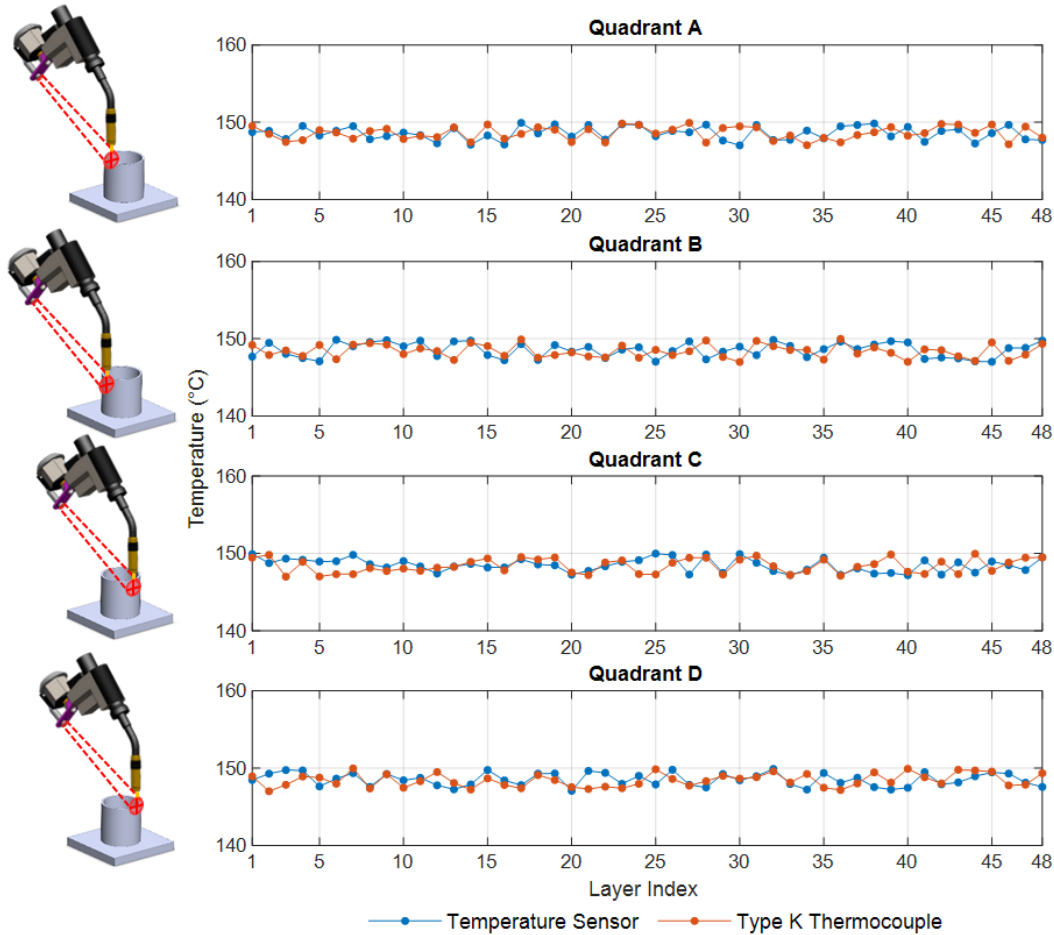 Quadrant A
160
150
140
1 5 10 15 20 25 30 35 40 45 48
Quadrant B
160
150
140
1 5 10 15 20 25 30 35 40 45 48
Quadrant C
160
150
140
1 5 10 15 20 25 30 35 40 45 48
Quadrant D
160
150
140
1 5 10 15 20 25 30 35 40 45 48
Temperature (°C)
Layer Index
Temperature Sensor Type K Thermocouple